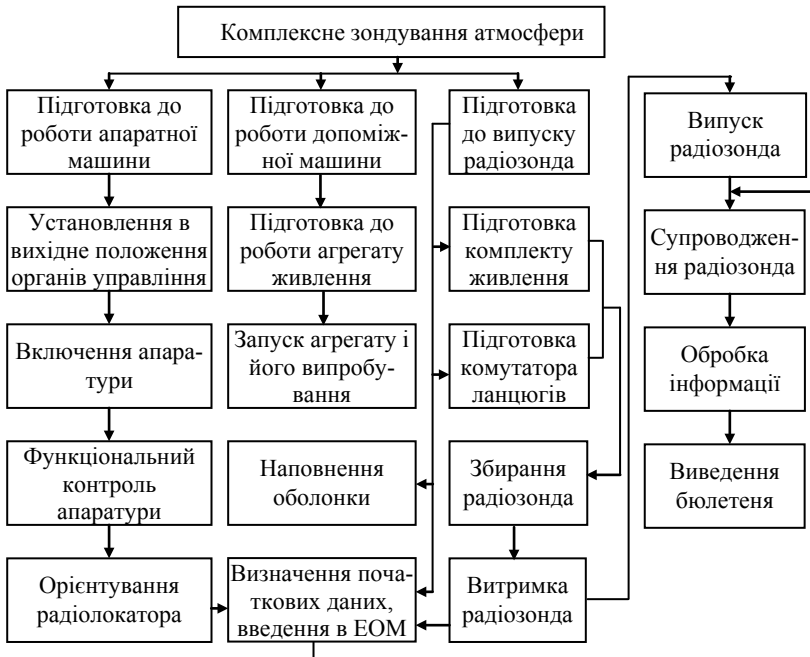 Комплексне зондування атмосфери
Підготовка до
роботи апаратної
машини
Установлення в
вихідне положення
органів управління
Включення апара-
тури
Функціональний
контроль
апаратури
Орієнтування
радіолокатора
Підготовка до
роботи допоміж-
ної машини
Підготовка до
роботи агрегату
живлення
Запуск агрегату і
його випробу-
вання
Наповнення
оболонки
Визначення поча-
ткових даних,
введення в ЕОМ
Підготовка
до випуску
радіозонда
Підготовка
комплекту
живлення
Підготовка
комутатора
ланцюгів
Збирання
радіозонда
Витримка
радіозонда
Випуск
радіозонда
Супроводжен-
ня радіозонда
Обробка
інформації
Виведення
бюлетеня